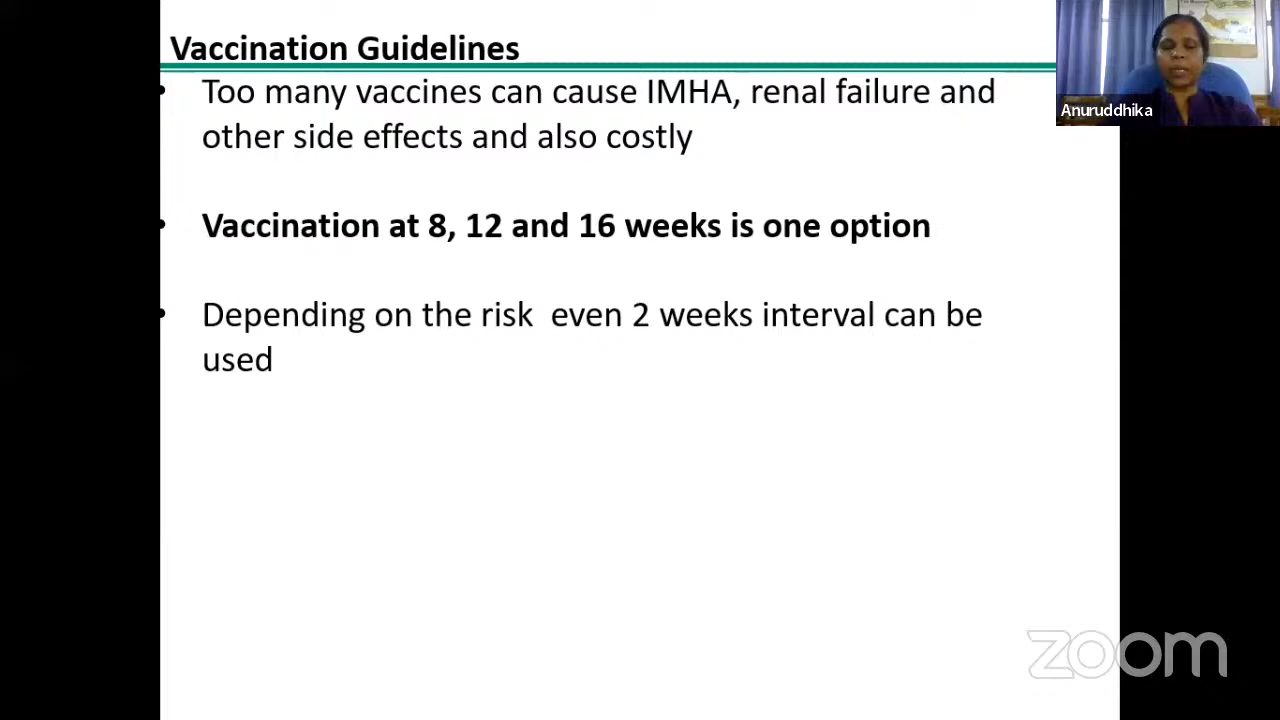 Vaccination Guidelines
• Too many vaccines can cause IMHA, renal failure and
other side effects and also costly
• Vaccination at 8, 12 and 16 weeks is one option
• Depending on the risk  even 2 weeks interval can be
used
Anuruddhika
zoom